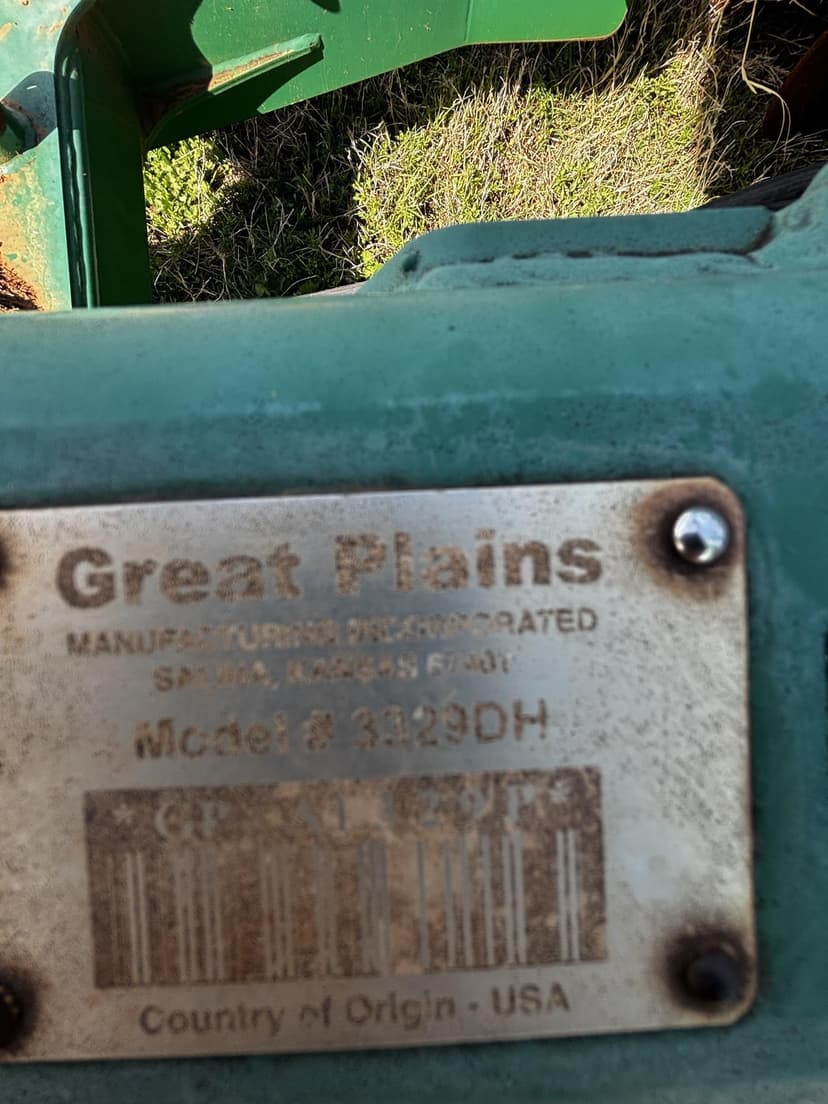 Great Plains
MANUFACTURING INCORPORATED
SALINA, KANSAS 67401
Model # 3329DH
Country of Origin - USA